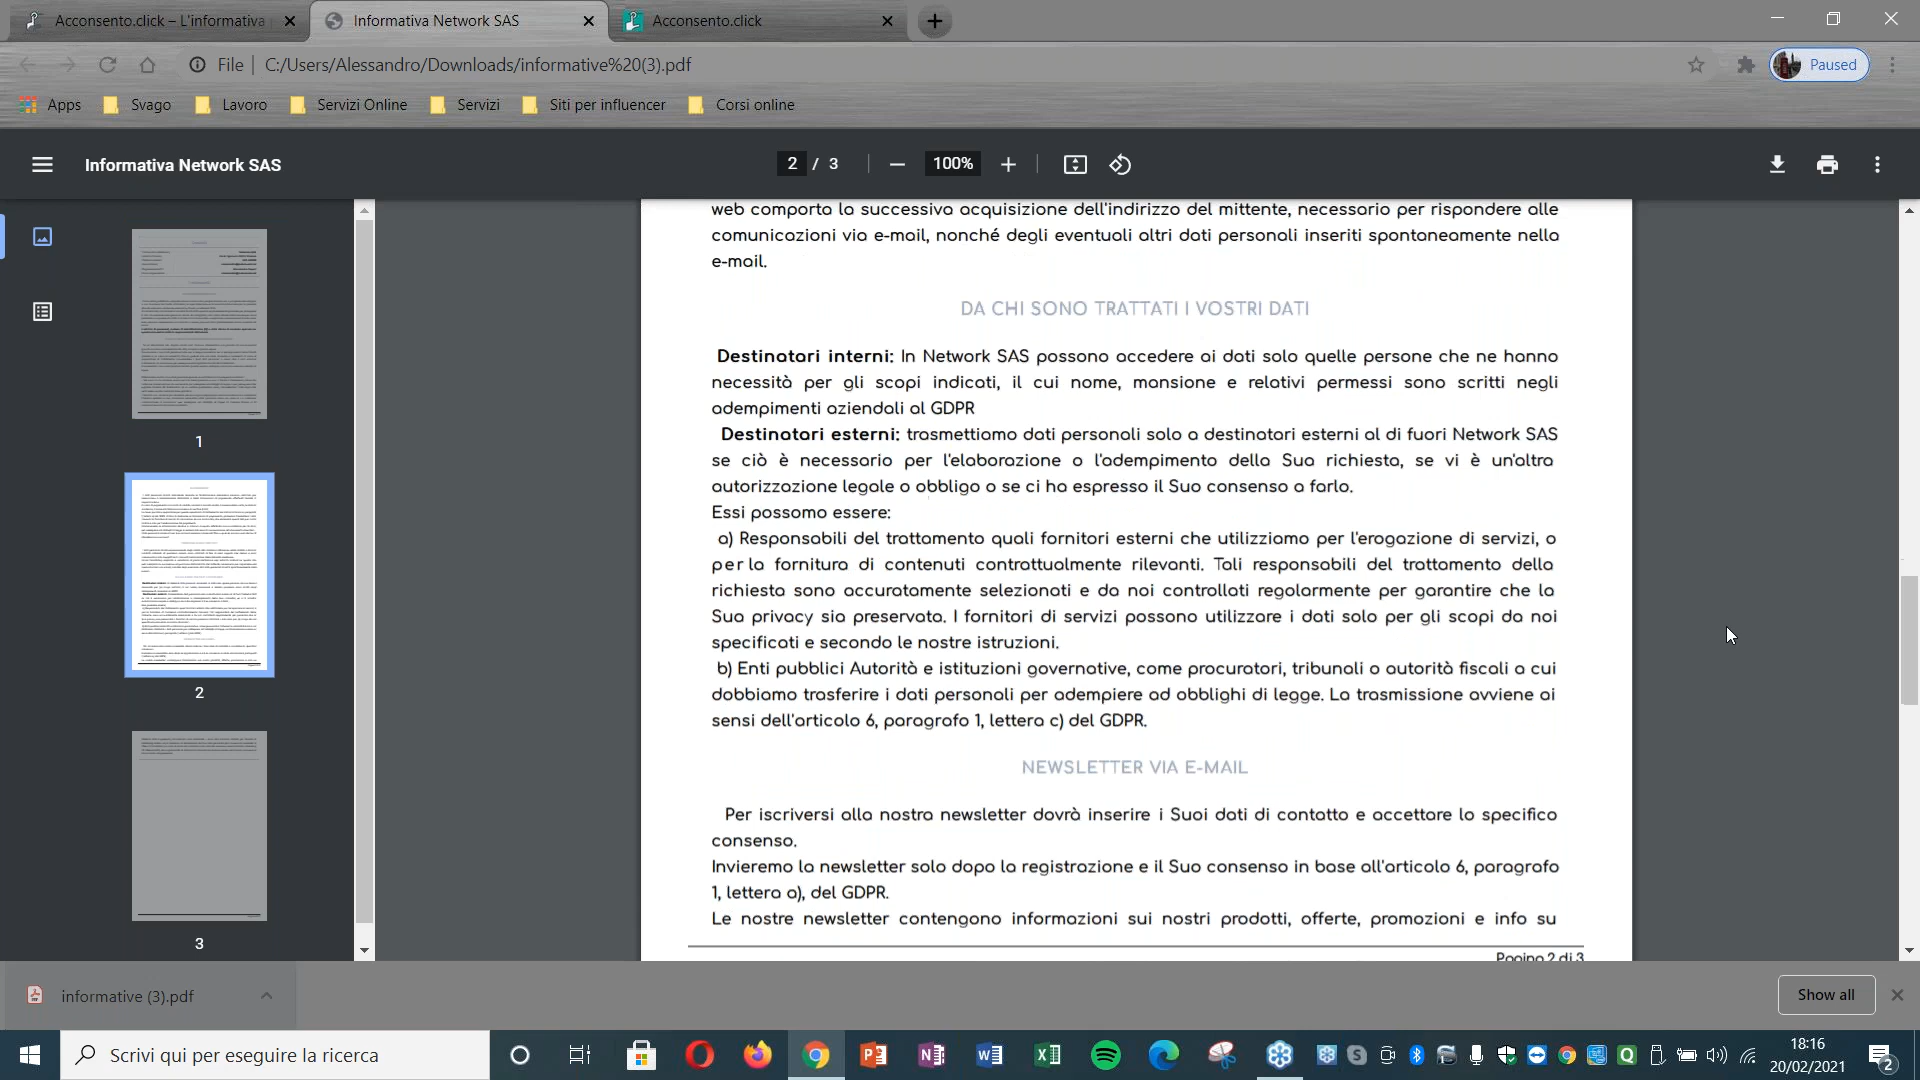 Acconsento.click – L'informativa
Informativa Network SAS
Acconsento.click
File
C:/Users/Alessandro/Downloads/informative%20(3).pdf
Paused
Apps
Svago
Lavoro
Servizi Online
Servizi
Siti per influencer
Corsi online
Informativa Network SAS
2 / 3
100%
1
2
3
web comporta la successiva acquisizione dell'indirizzo del mittente, necessario per rispondere alle
comunicazioni via e-mail, nonché degli eventuali altri dati personali inseriti spontaneamente nella
e-mail.
DA CHI SONO TRATTATI I VOSTRI DATI
Destinatari interni: In Network SAS possono accedere ai dati solo quelle persone che ne hanno
necessità per gli scopi indicati, il cui nome, mansione e relativi permessi sono scritti negli
adempimenti aziendali al GDPR
Destinatari esterni: trasmettiamo dati personali solo a destinatari esterni al di fuori Network SAS
se ciò è necessario per l'elaborazione o l'adempimento della Sua richiesta, se vi è un'altra
autorizzazione legale o obbligo o se ci ha espresso il Suo consenso a farlo.
Essi possomo essere:
a) Responsabili del trattamento quali fornitori esterni che utilizziamo per l'erogazione di servizi, o
per la fornitura di contenuti contrattualmente rilevanti. Tali responsabili del trattamento della
richiesta sono accuratamente selezionati e da noi controllati regolarmente per garantire che la
Sua privacy sia preservata. I fornitori di servizi possono utilizzare i dati solo per gli scopi da noi
specificati e secondo le nostre istruzioni.
b) Enti pubblici Autorità e istituzioni governative, come procuratori, tribunali o autorità fiscali a cui
dobbiamo trasferire i dati personali per adempiere ad obblighi di legge. La trasmissione avviene ai
sensi dell'articolo 6, paragrafo 1, lettera c) del GDPR.
NEWSLETTER VIA E-MAIL
Per iscriversi alla nostra newsletter dovrà inserire i Suoi dati di contatto e accettare lo specifico
consenso.
Invieremo la newsletter solo dopo la registrazione e il Suo consenso in base all'articolo 6, paragrafo
1, lettera a), del GDPR.
Le nostre newsletter contengono informazioni sui nostri prodotti, offerte, promozioni e info su
Pagina 2 di 3
informative (3).pdf
Show all
Scrivi qui per eseguire la ricerca
18:16
20/02/2021
2